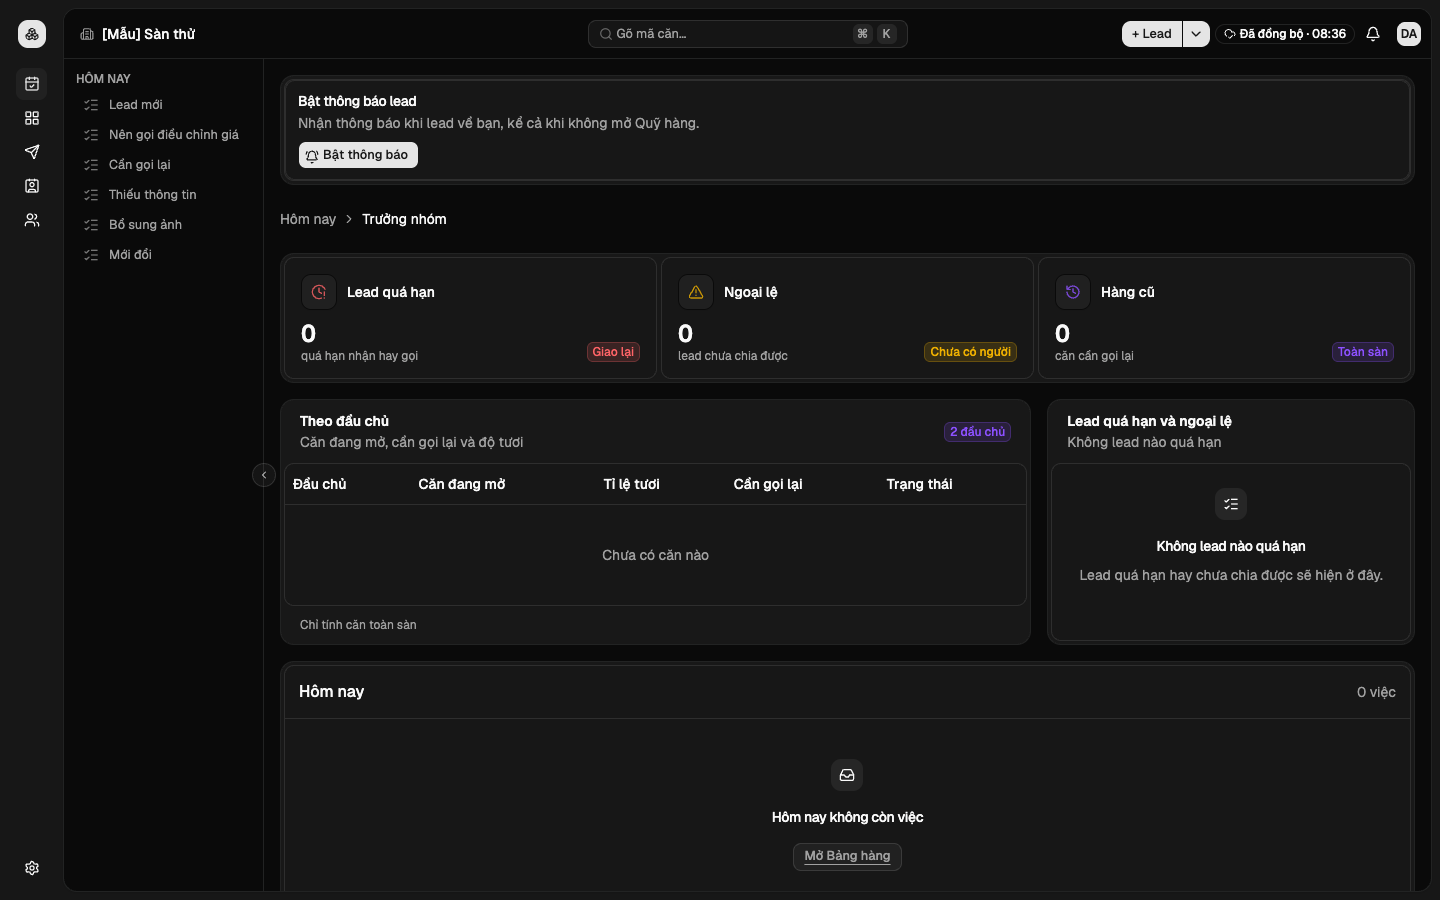 [Mẫu] Sàn thử
Gõ mã căn...
⌘ K
+ Lead
Đã đồng bộ · 08:36
DA
HÔM NAY
Lead mới
Nên gọi điều chỉnh giá
Cần gọi lại
Thiếu thông tin
Bổ sung ảnh
Mới đổi
Bật thông báo lead
Nhận thông báo khi lead về bạn, kể cả khi không mở Quỹ hàng.
Bật thông báo
Hôm nay > Trưởng nhóm
Lead quá hạn
0
quá hạn nhận hay gọi
Giao lại
Ngoại lệ
0
lead chưa chia được
Chưa có người
Hàng cũ
0
căn cần gọi lại
Toàn sàn
Theo đầu chủ
Căn đang mở, cần gọi lại và độ tươi
2 đầu chủ
Đầu chủ Căn đang mở Tỉ lệ tươi Cần gọi lại Trạng thái
Chưa có căn nào
Chỉ tính căn toàn sàn
Lead quá hạn và ngoại lệ
Không lead nào quá hạn
Không lead nào quá hạn
Lead quá hạn hay chưa chia được sẽ hiện ở đây.
Hôm nay
0 việc
Hôm nay không còn việc
Mở Bảng hàng